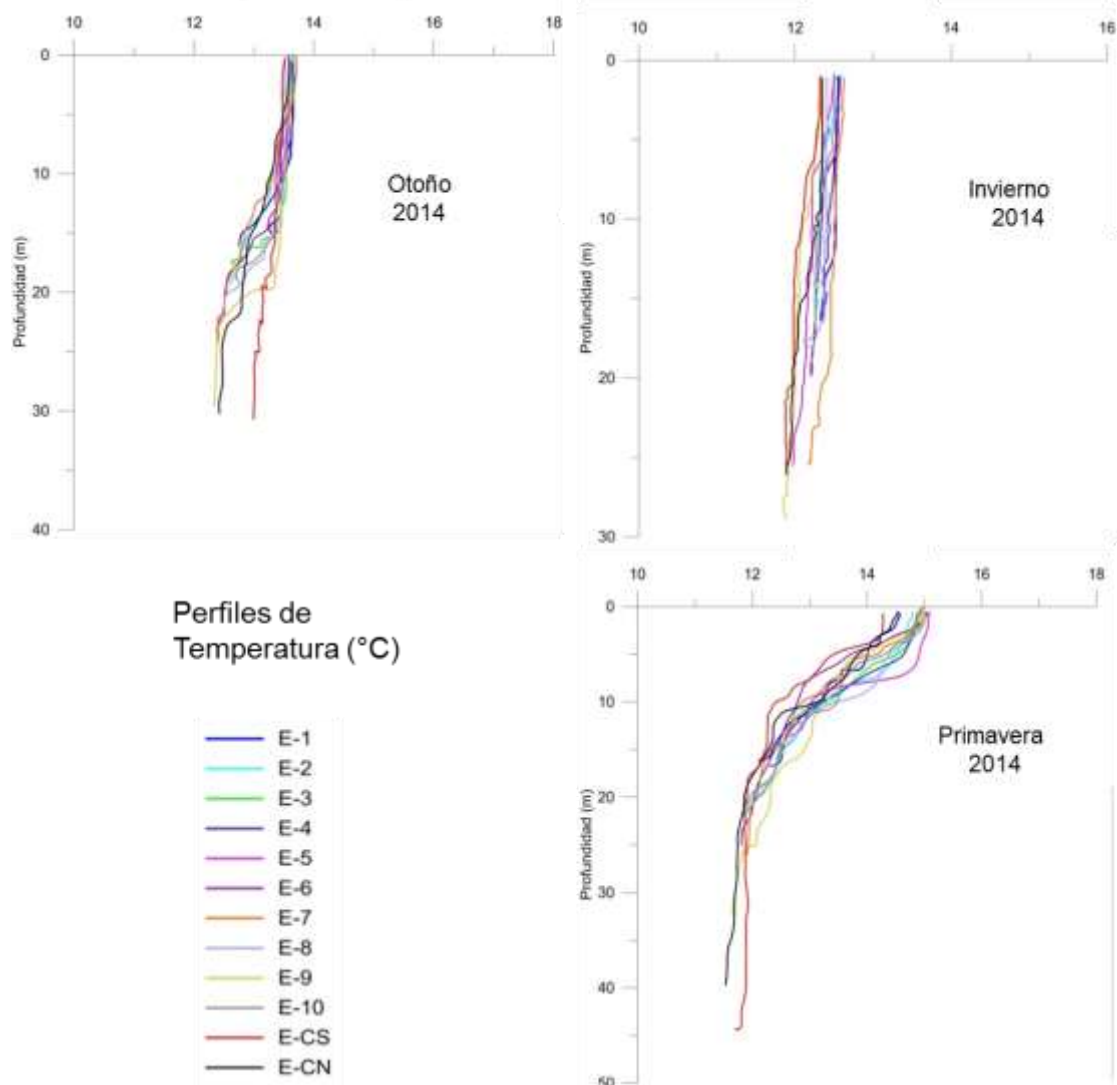 10 12 14 16 18
0
10
20
30
40
Profundidad (m)
Otoño
2014
10 12 14 16
0
10
20
30
Profundidad (m)
Invierno
2014
Perfiles de
Temperatura (°C)
E-1
E-2
E-3
E-4
E-5
E-6
E-7
E-8
E-9
E-10
E-CS
E-CN
10 12 14 16 18
0
10
20
30
40
50
Profundidad (m)
Primavera
2014